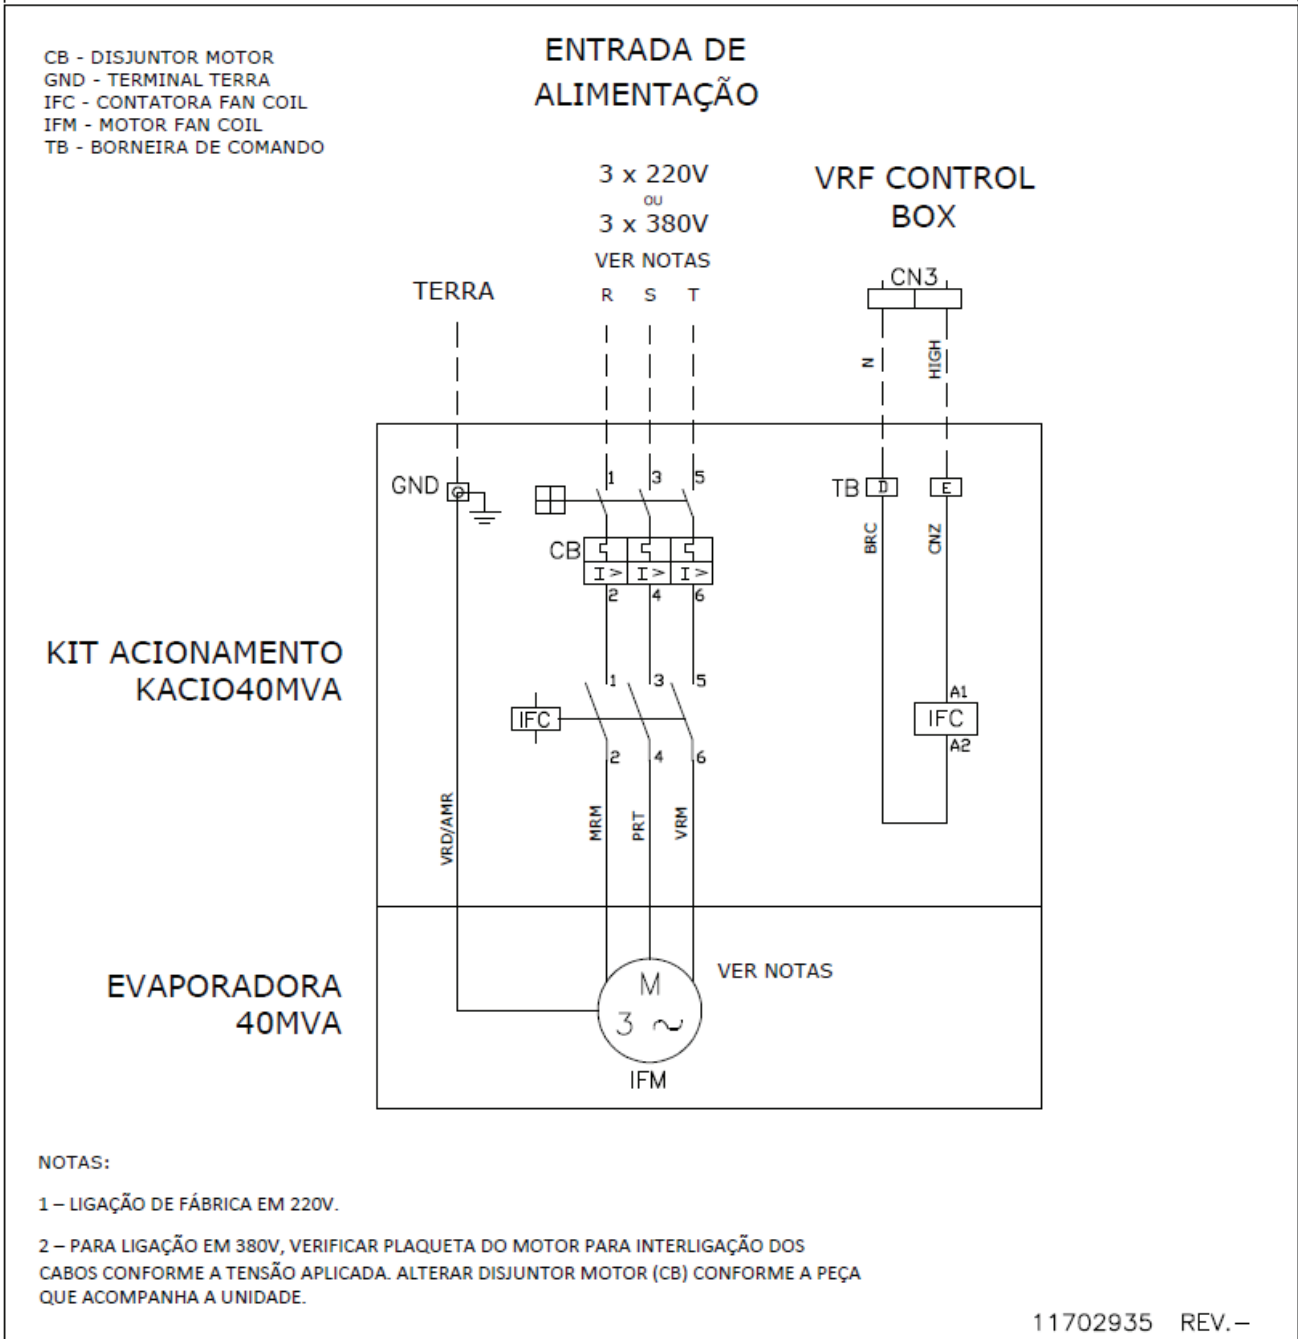 CB - DISJUNTOR MOTOR
GND - TERMINAL TERRA
IFC - CONTATORA FAN COIL
IFM - MOTOR FAN COIL
TB - BORNEIRA DE COMANDO
ENTRADA DE
ALIMENTAÇÃO
3 x 220V
OU
3 x 380V
VER NOTAS
VRF CONTROL
BOX
CN3
TERRA
R S T
N
HIGH
GND
1 3 5
TB D E
CB
I > I > I >
2 4 6
BRC
CNZ
KIT ACIONAMENTO
KACIO40MVA
1 3 5
IFC
2 4 6
A1
IFC
A2
VRD/AMR
MRM
PRT
VRM
EVAPORADORA
40MVA
M
3 ~
IFM
VER NOTAS
NOTAS:
1 – LIGAÇÃO DE FÁBRICA EM 220V.
2 – PARA LIGAÇÃO EM 380V, VERIFICAR PLAQUETA DO MOTOR PARA INTERLIGAÇÃO DOS
CABOS CONFORME A TENSÃO APLICADA. ALTERAR DISJUNTOR MOTOR (CB) CONFORME A PEÇA
QUE ACOMPANHA A UNIDADE.
11702935 REV.–